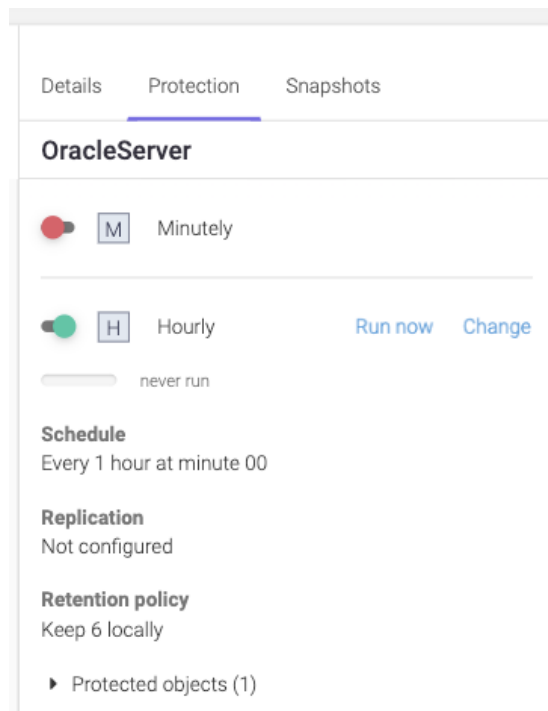 Details Protection Snapshots
OracleServer
M Minutely
H Hourly Run now Change
never run
Schedule
Every 1 hour at minute 00
Replication
Not configured
Retention policy
Keep 6 locally
Protected objects (1)